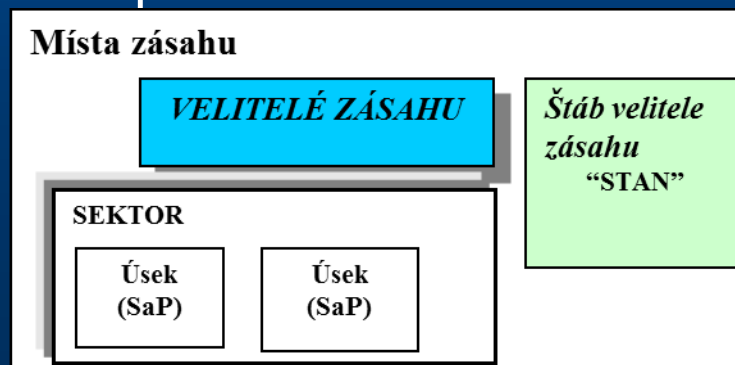 Místa zásahu
VELITELÉ ZÁSAHU
Štáb velitele
zásahu
“STAN”
SEKTOR
Úsek
(SaP)
Úsek
(SaP)